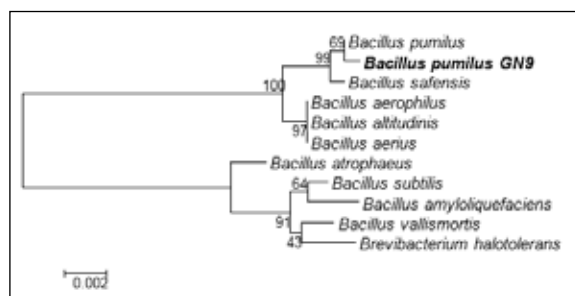 69 Bacillus pumilus
99 Bacillus pumilus GN9
Bacillus safensis
100
Bacillus aerophilus
97 Bacillus altitudinis
Bacillus aerius
Bacillus atrophaeus
64 Bacillus subtilis
Bacillus amyloliquefaciens
91 Bacillus vallismortis
43 Brevibacterium halotolerans
0.002